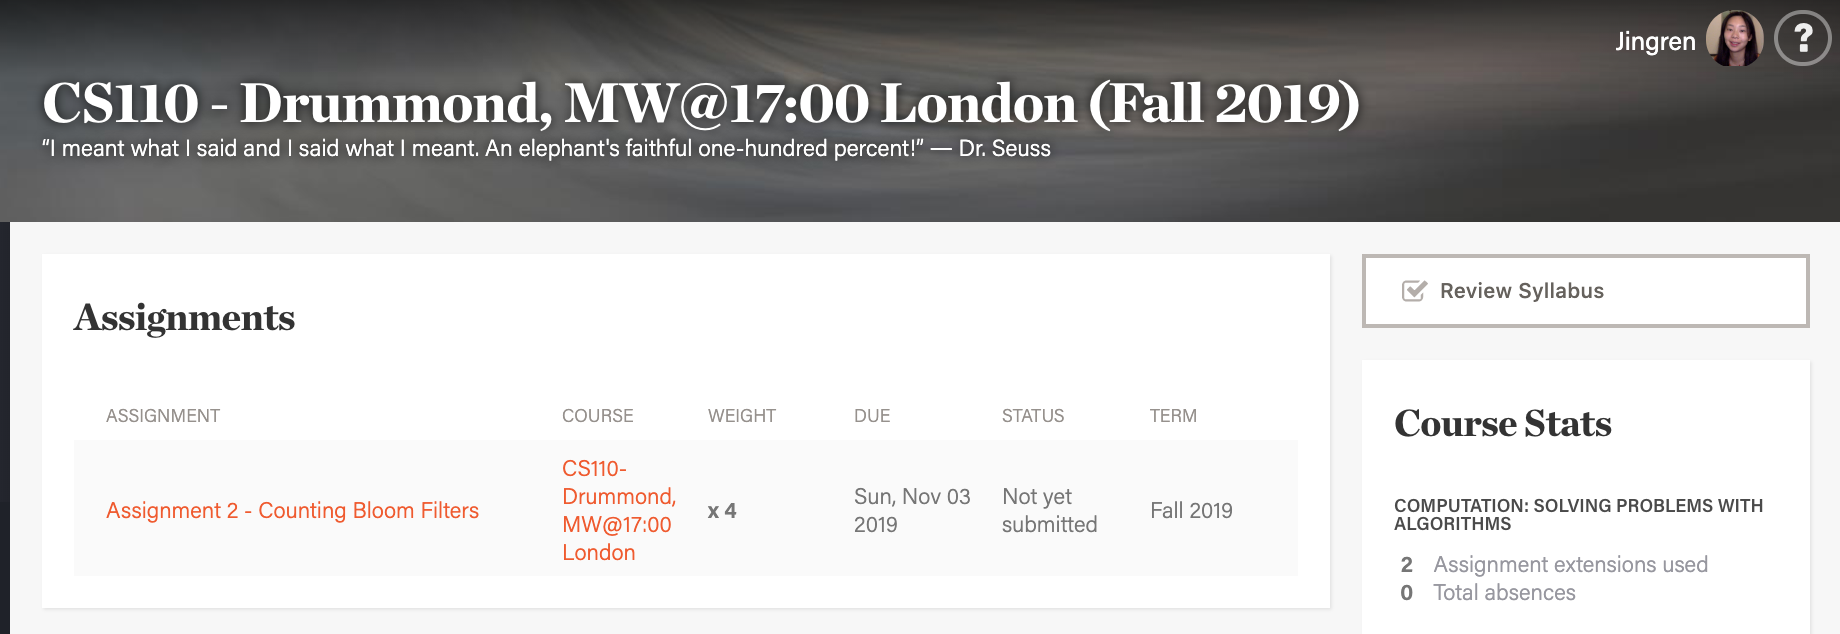 Jingren
?
CS110 - Drummond, MW@17:00 London (Fall 2019)
“I meant what I said and I said what I meant. An elephant's faithful one-hundred percent!” — Dr. Seuss
Assignments
ASSIGNMENT COURSE WEIGHT DUE STATUS TERM
Assignment 2 - Counting Bloom Filters
CS110-
Drummond,
MW@17:00
London
x 4
Sun, Nov 03
2019
Not yet
submitted
Fall 2019
Review Syllabus
Course Stats
COMPUTATION: SOLVING PROBLEMS WITH
ALGORITHMS
2 Assignment extensions used
0 Total absences